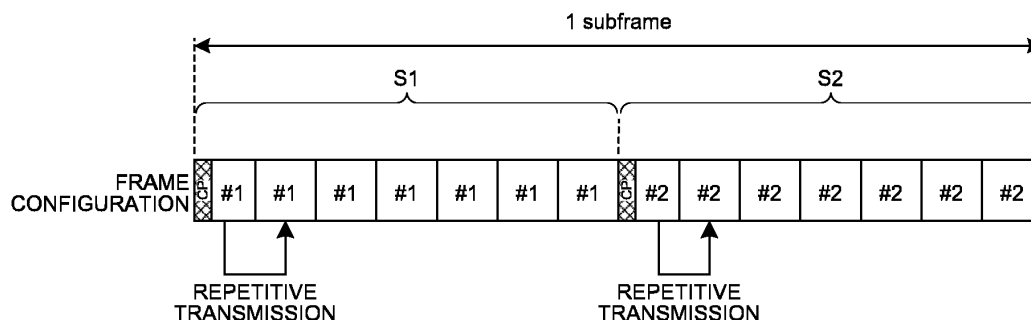 1 subframe
S1 S2
FRAME
CONFIGURATION
CP #1 #1 #1 #1 #1 #1 #1 CP #2 #2 #2 #2 #2 #2 #2
REPETITIVE
TRANSMISSION
REPETITIVE
TRANSMISSION